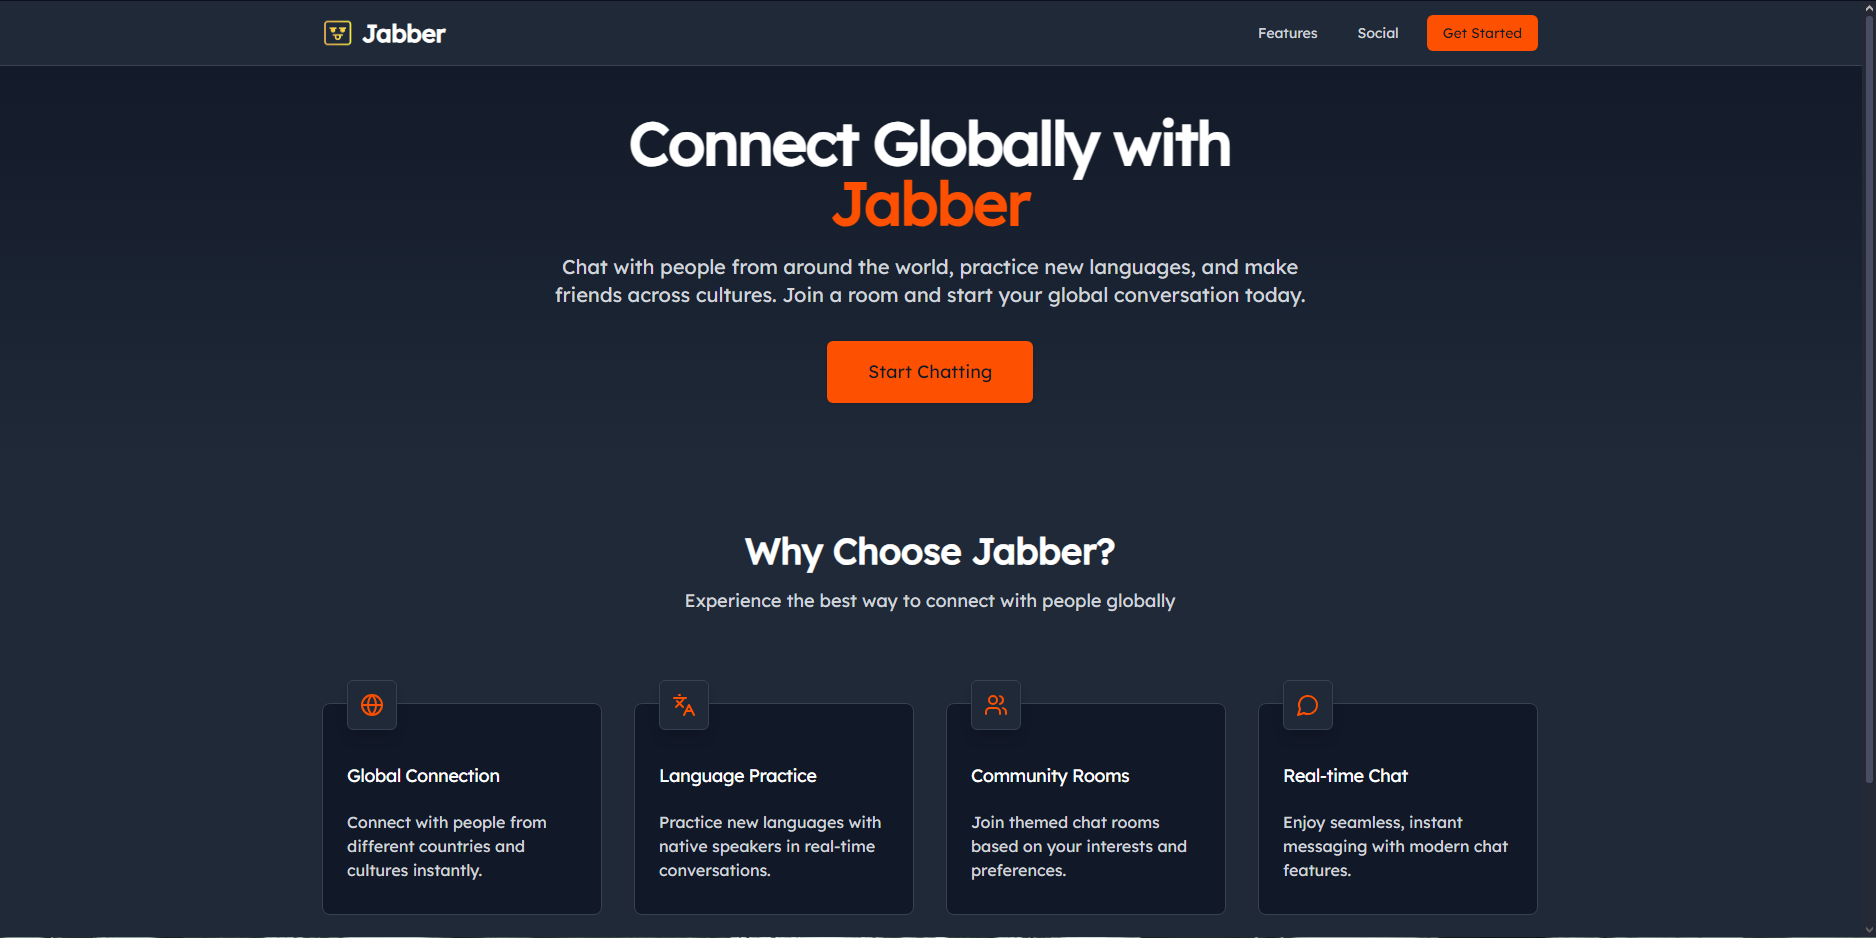 Jabber
Features
Social
Get Started
Connect Globally with
Jabber
Chat with people from around the world, practice new languages, and make
friends across cultures. Join a room and start your global conversation today.
Start Chatting
Why Choose Jabber?
Experience the best way to connect with people globally
Global Connection
Connect with people from
different countries and
cultures instantly.
Language Practice
Practice new languages with
native speakers in real-time
conversations.
Community Rooms
Join themed chat rooms
based on your interests and
preferences.
Real-time Chat
Enjoy seamless, instant
messaging with modern chat
features.